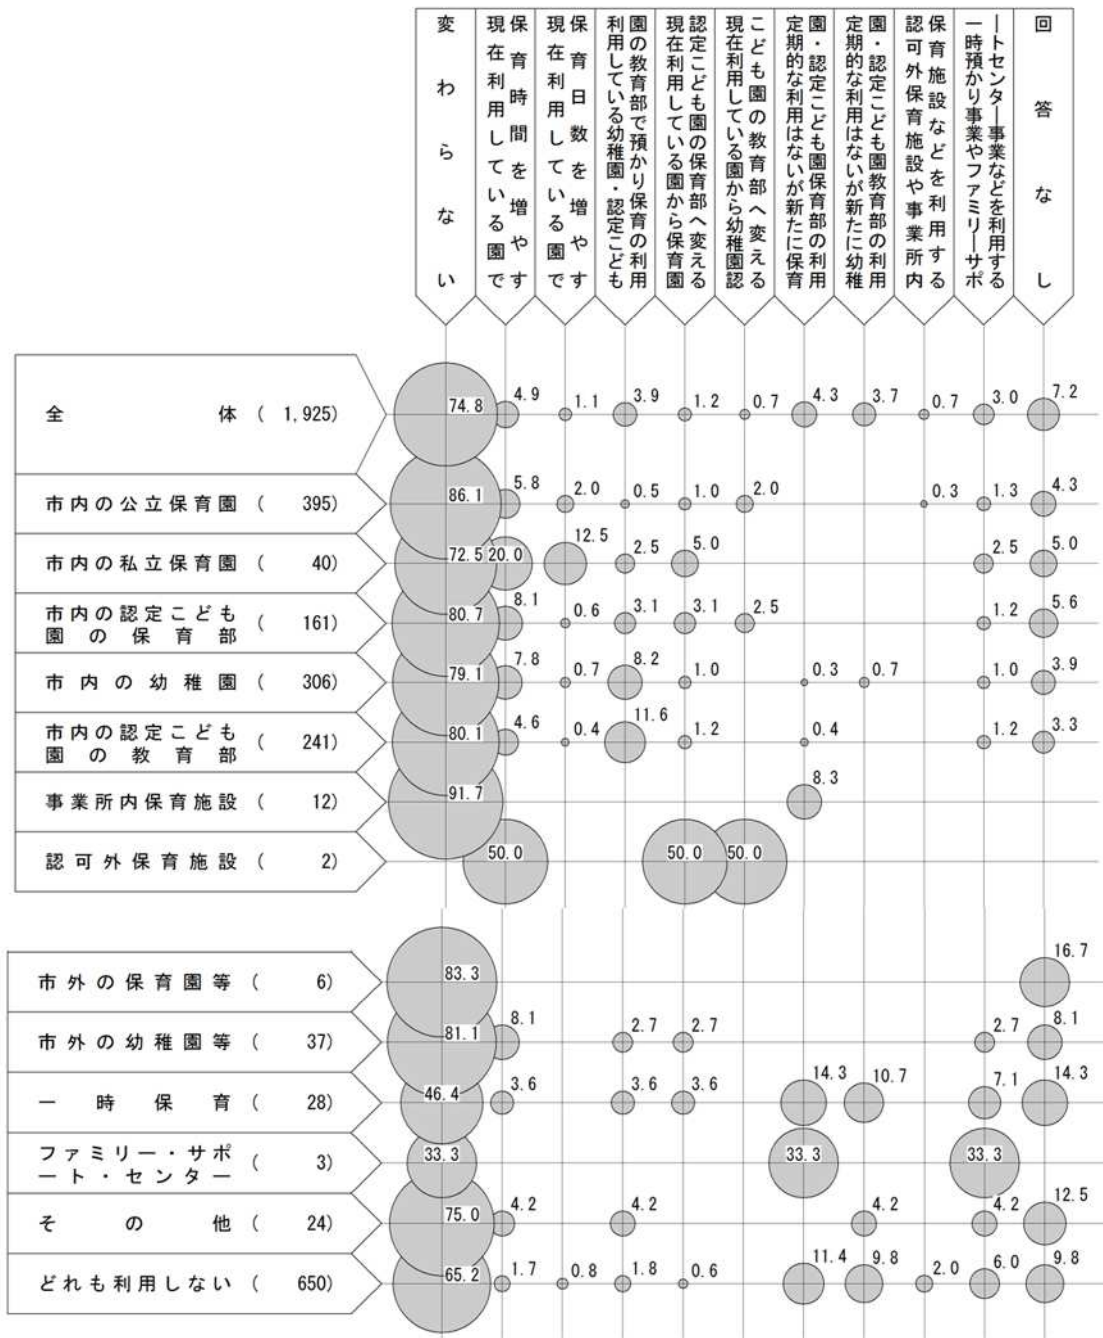 変わらない
現在利用している園で
保育時間を増やす
現在利用している園で
保育日数を増やす
利用している幼稚園・認定こども
園の教育部で預かり保育の利用
現在利用している園から保育園
認定こども園の保育部へ変える
現在利用している園から幼稚園認
こども園の教育部へ変える
定期的な利用はないが新たに保育
園・認定こども園保育部の利用
定期的な利用はないが新たに幼稚
園・認定こども園教育部の利用
認可外保育施設や事業所内
保育施設などを利用する
一時預かり事業やファミリーサポ
ートセンター事業などを利用する
回答なし
全体 ( 1,925)
74.8 4.9 1.1 3.9 1.2 0.7 4.3 3.7 0.7 3.0 7.2
市内の公立保育園 ( 395)
86.1 5.8 2.0 0.5 1.0 2.0 0.3 1.3 4.3
市内の私立保育園 ( 40)
72.5 20.0 12.5 2.5 5.0 2.5 5.0
市内の認定こども
園の保育部 ( 161)
80.7 8.1 0.6 3.1 3.1 2.5 1.2 5.6
市内の幼稚園 ( 306)
79.1 7.8 0.7 8.2 1.0 0.3 0.7 1.0 3.9
市内の認定こども
園の教育部 ( 241)
80.1 4.6 0.4 11.6 1.2 0.4 1.2 3.3
事業所内保育施設 ( 12)
91.7 8.3
認可外保育施設 ( 2)
50.0 50.0 50.0
市外の保育園等 ( 6)
83.3 16.7
市外の幼稚園等 ( 37)
81.1 8.1 2.7 2.7 2.7 8.1
一時保育 ( 28)
46.4 3.6 3.6 3.6 14.3 10.7 7.1 14.3
ファミリー・サポ
ート・センター ( 3)
33.3 33.3 33.3
その他 ( 24)
75.0 4.2 4.2 4.2 4.2 12.5
どれも利用しない ( 650)
65.2 1.7 0.8 1.8 0.6 11.4 9.8 2.0 6.0 9.8